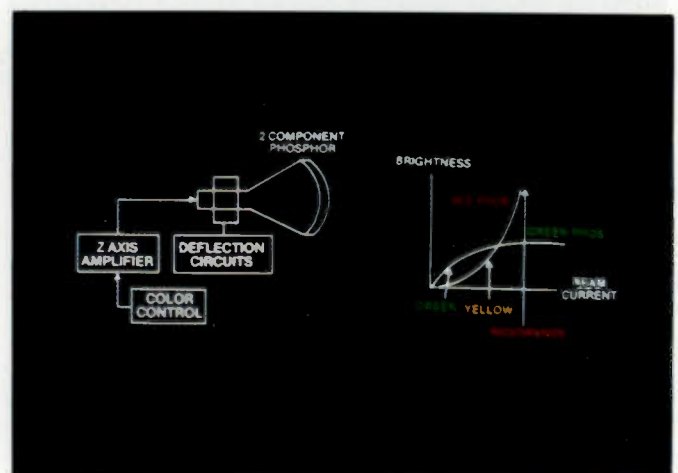 2 COMPONENT
PHOSPHOR
Z AXIS
AMPLIFIER
DEFLECTION
CIRCUITS
COLOR
CONTROL
BRIGHTNESS
RED PHOS
GREEN PHOS
BEAM
CURRENT
GREEN
YELLOW